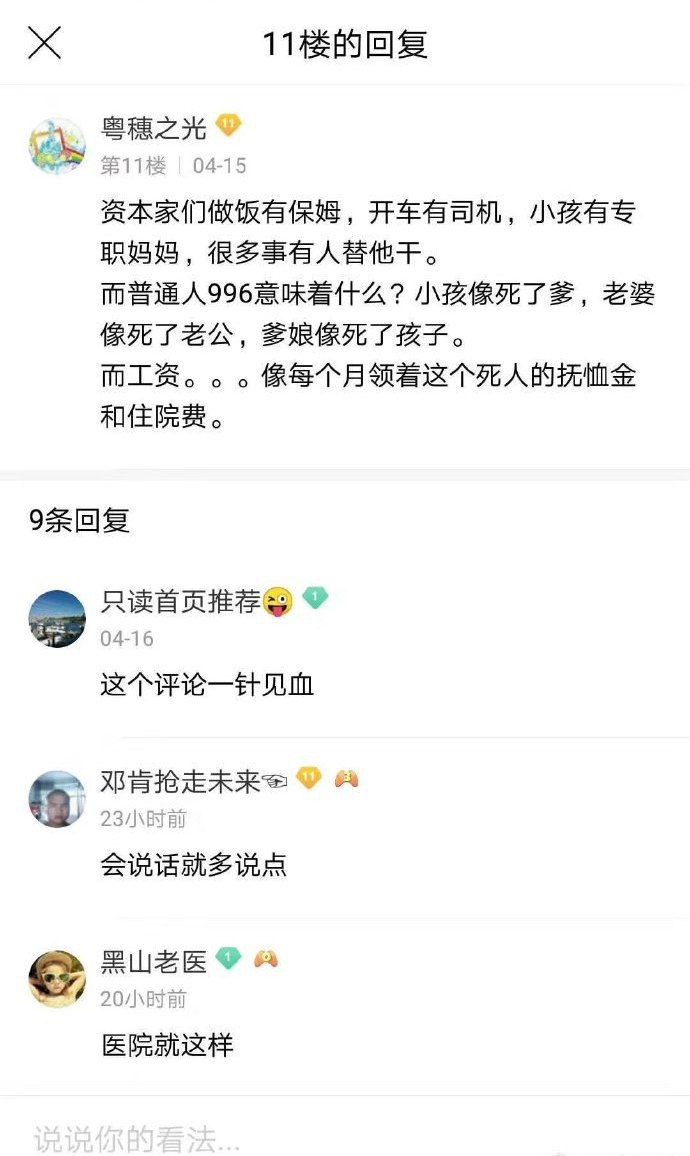 11楼的回复
粤穗之光 11
第11楼 | 04-15
资本家们做饭有保姆，开车有司机，小孩有专
职妈妈，很多事有人替他干。
而普通人996意味着什么？小孩像死了爹，老婆
像死了老公，爹娘像死了孩子。
而工资。。。像每个月领着这个死人的抚恤金
和住院费。
9条回复
只读首页推荐😜 1
04-16
这个评论一针见血
邓肯抢走未来☜ 11 3
23小时前
会说话就多说点
黑山老医 1
20小时前
医院就这样
说说你的看法...